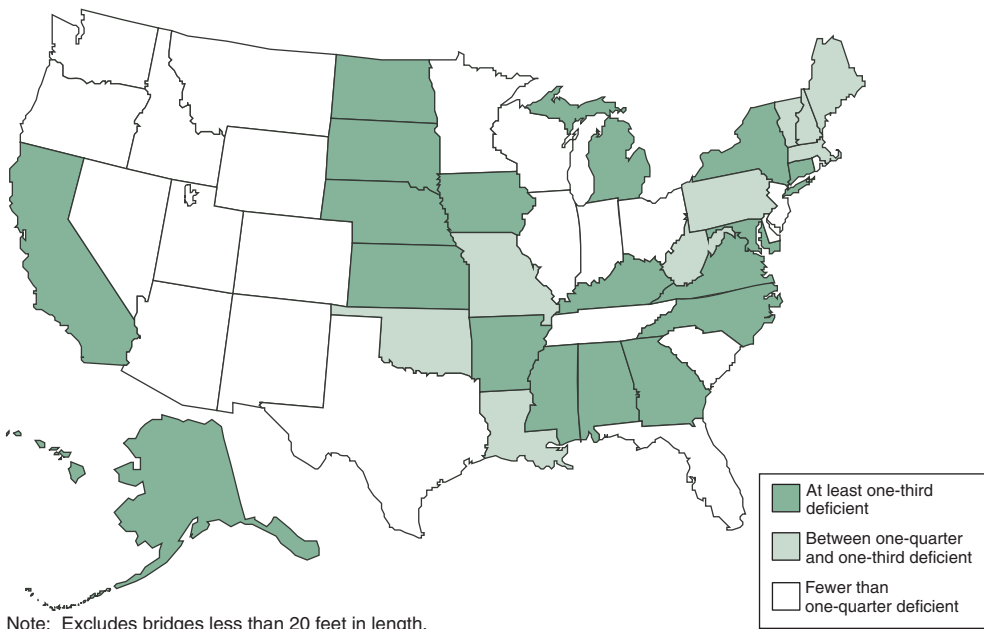 At least one-third
deficient
Between one-quarter
and one-third deficient
Fewer than
one-quarter deficient
Note: Excludes bridges less than 20 feet in length.